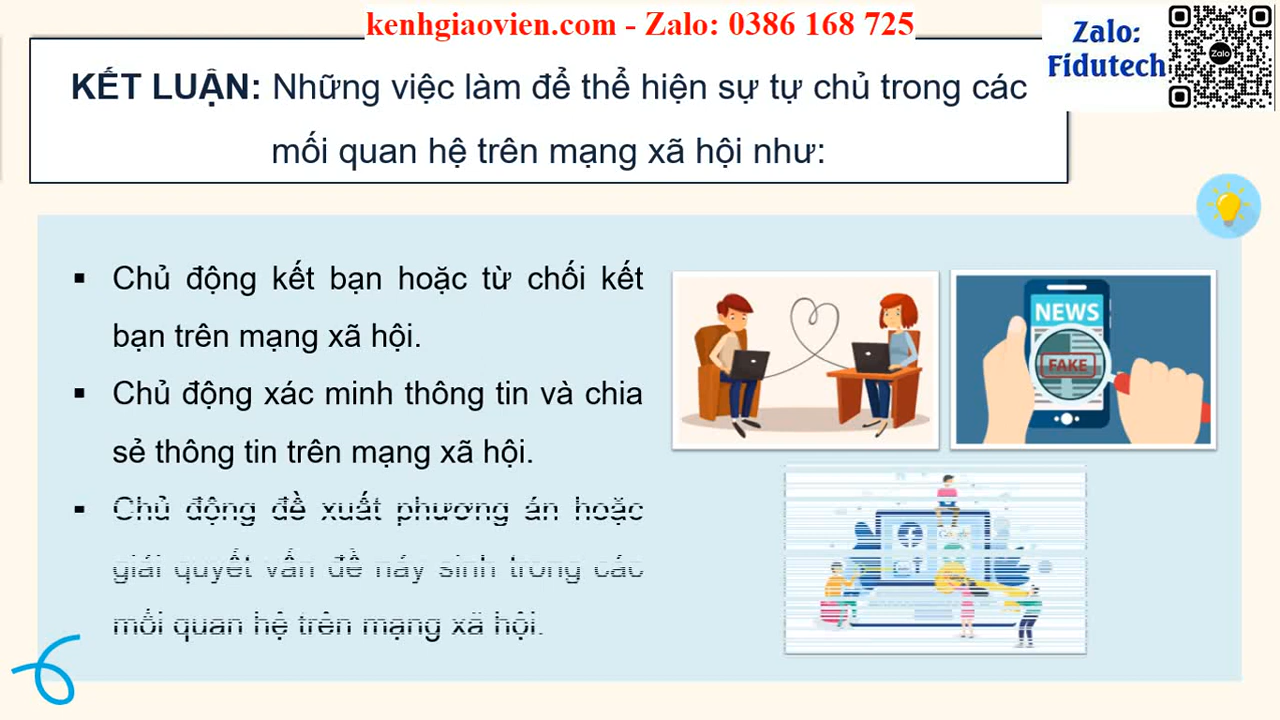 kenhgiaovien.com - Zalo: 0386 168 725
Zalo:
Fidutech
Zalo
KẾT LUẬN: Những việc làm để thể hiện sự tự chủ trong các
mối quan hệ trên mạng xã hội như:
▪ Chủ động kết bạn hoặc từ chối kết
bạn trên mạng xã hội.
▪ Chủ động xác minh thông tin và chia
sẻ thông tin trên mạng xã hội.
▪ Chủ động đề xuất phương án hoặc
giải quyết vấn đề nảy sinh trong các
mối quan hệ trên mạng xã hội.
NEWS
FAKE